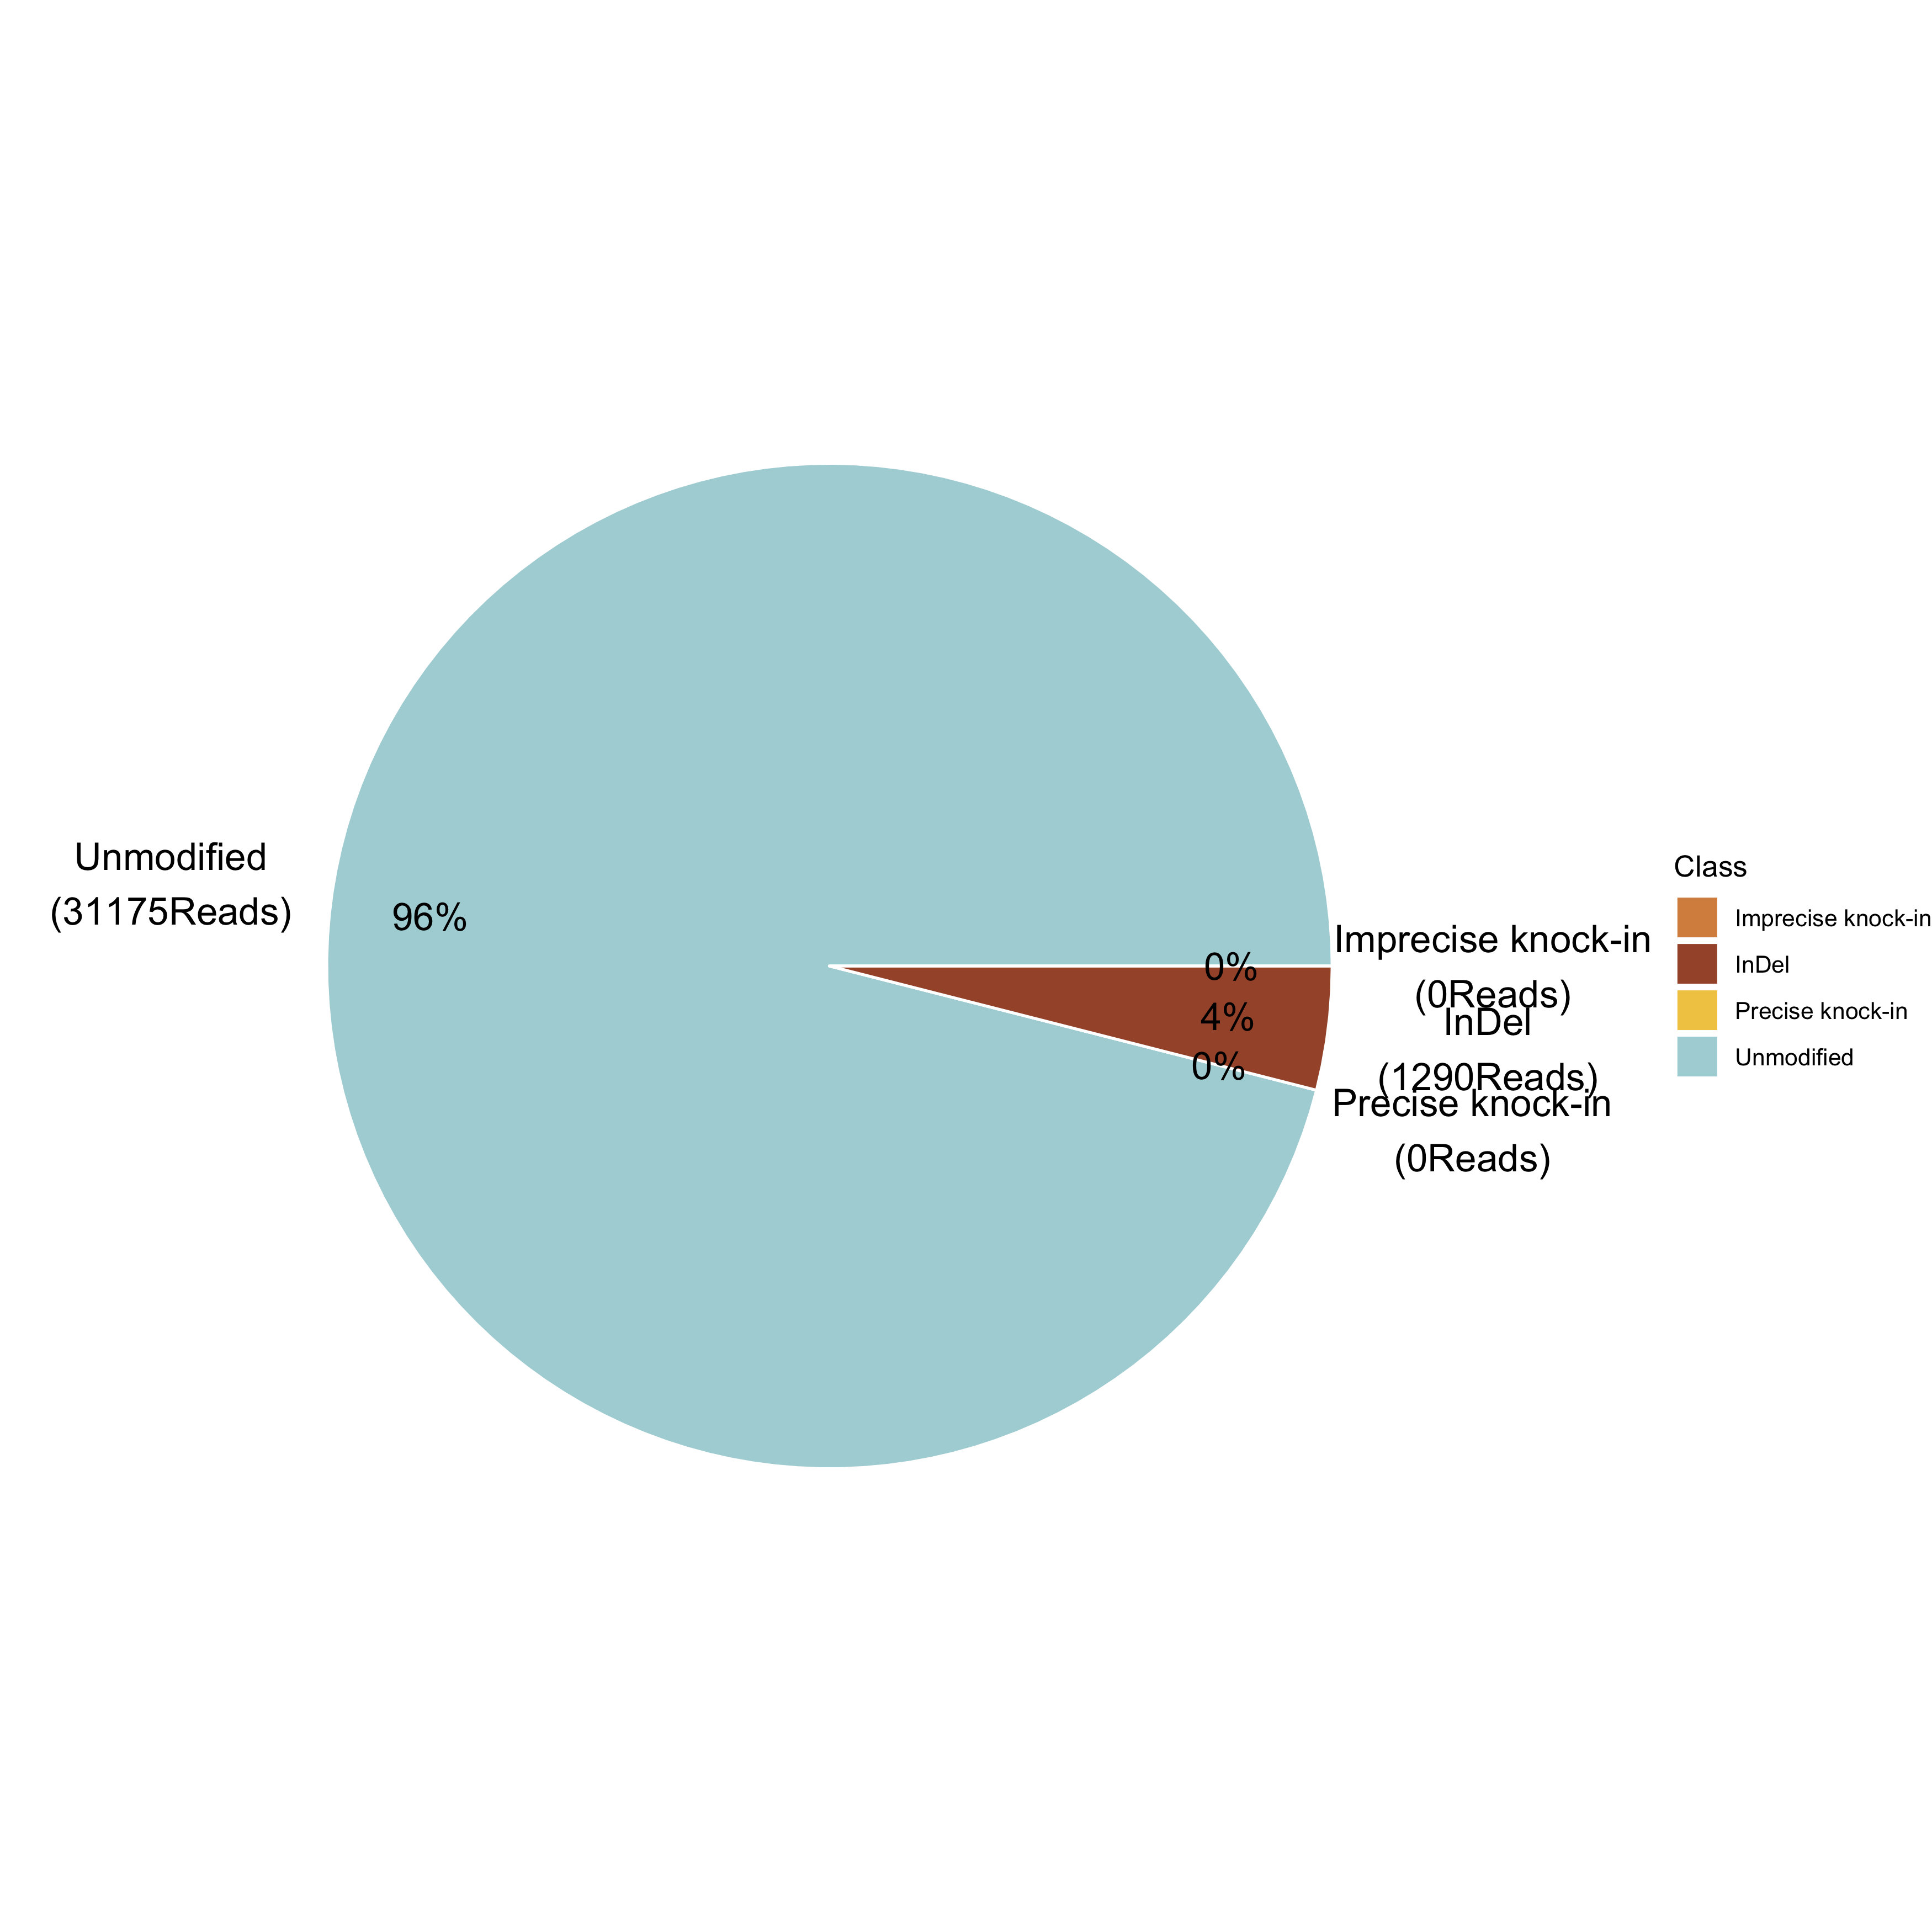 Unmodified
(31175Reads)
96%
0%
4%
0%
Imprecise knock-in
(0Reads)
InDel
(1290Reads)
Precise knock-in
(0Reads)
Class
Imprecise knock-in
InDel
Precise knock-in
Unmodified